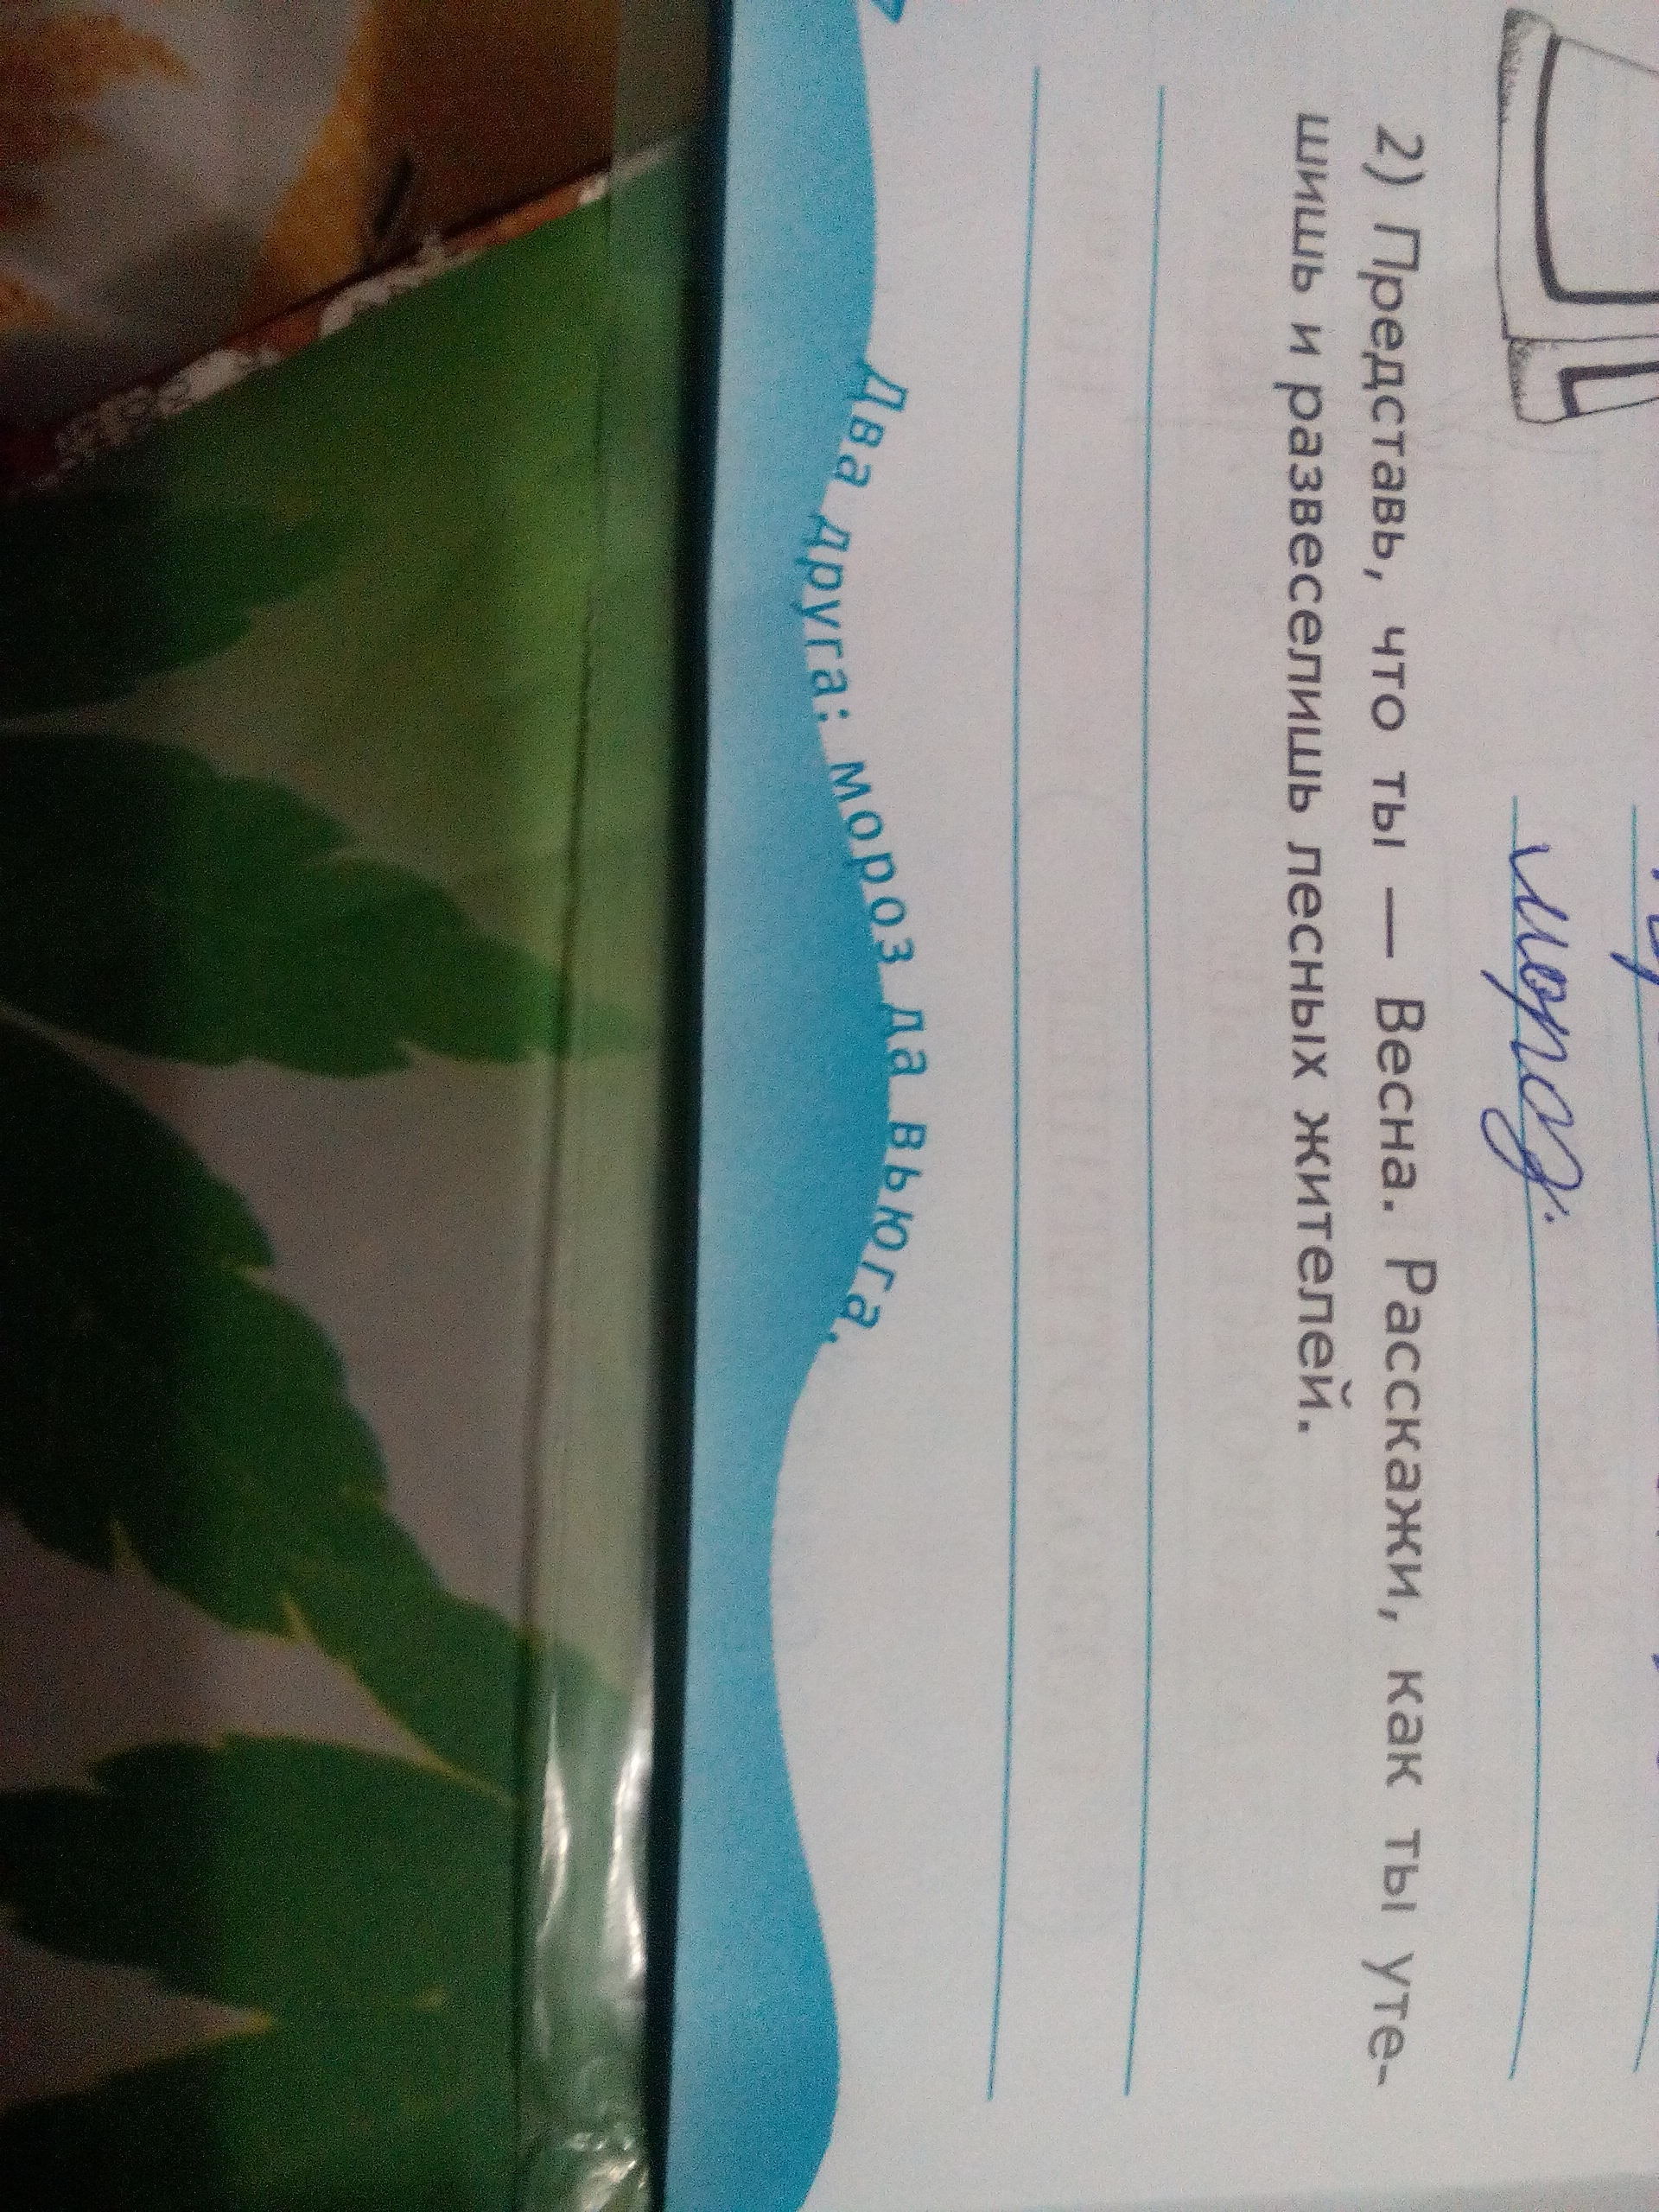 мороз.
2) Представь, что ты — Весна. Расскажи, как ты уте-
шишь и развеселишь лесных жителей.
Два друга: мороз да вьюга.